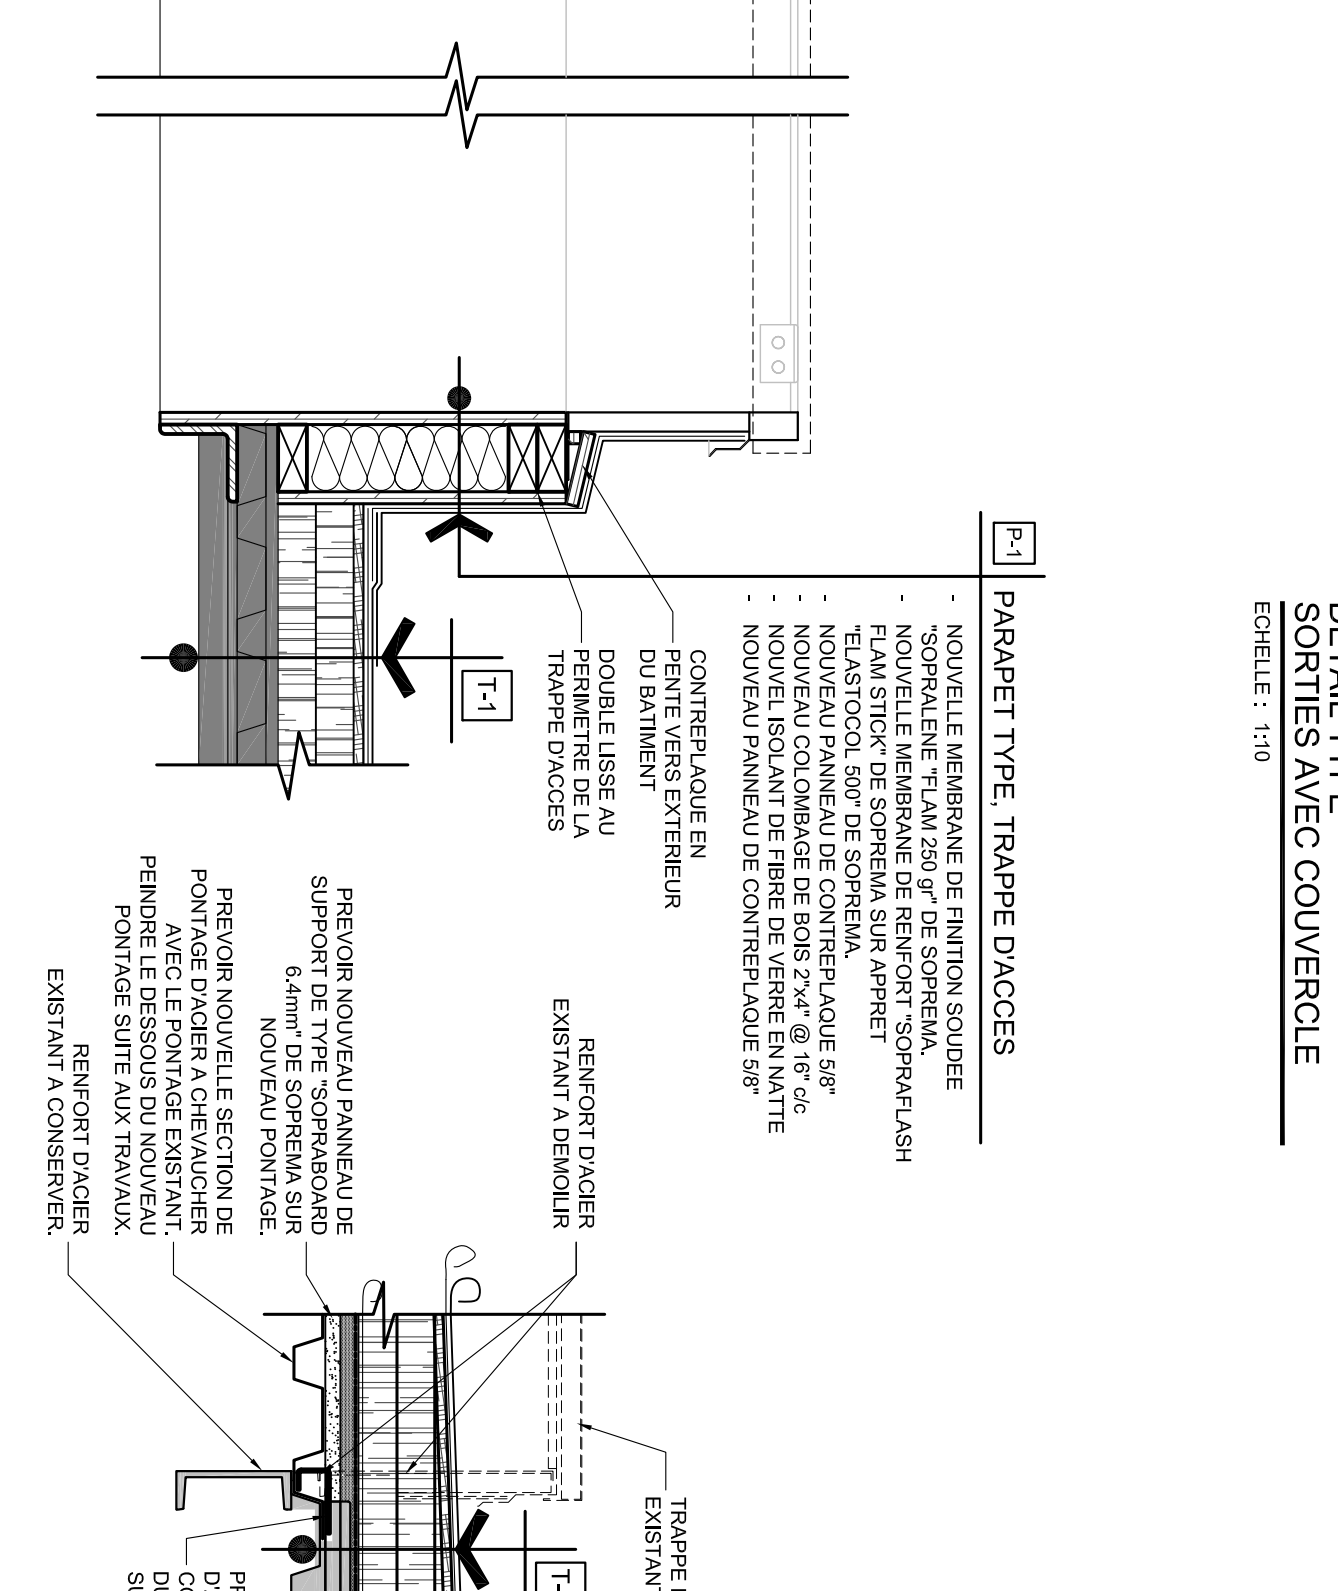 SORTIES AVEC COUVERCLE
ECHELLE : 1:10
P-1
PARAPET TYPE, TRAPPE D'ACCES
- NOUVELLE MEMBRANE DE FINITION SOUDEE
"SOPRALENE "FLAM 250 gr" DE SOPREMA.
- NOUVELLE MEMBRANE DE RENFORT "SOPRAFLASH
FLAM STICK" DE SOPREMA SUR APPRET
"ELASTOCOL 500" DE SOPREMA.
- NOUVEAU PANNEAU DE CONTREPLAQUE 5/8"
- NOUVEAU COLOMBAGE DE BOIS 2"x4" @ 16" c/c
- NOUVEL ISOLANT DE FIBRE DE VERRE EN NATTE
- NOUVEAU PANNEAU DE CONTREPLAQUE 5/8"
CONTREPLAQUE EN
PENTE VERS EXTERIEUR
DU BATIMENT
DOUBLE LISSE AU
PERIMETRE DE LA
TRAPPE D'ACCES
T-1
RENFORT D'ACIER
EXISTANT A DEMOILIR
PREVOIR NOUVEAU PANNEAU DE
SUPPORT DE TYPE "SOPRABOARD
6.4mm" DE SOPREMA SUR
NOUVEAU PONTAGE.
PREVOIR NOUVELLE SECTION DE
PONTAGE D'ACIER A CHEVAUCHER
AVEC LE PONTAGE EXISTANT.
PEINDRE LE DESSOUS DU NOUVEAU
PONTAGE SUITE AUX TRAVAUX.
RENFORT D'ACIER
EXISTANT A CONSERVER.
TRAPPE
EXISTANT